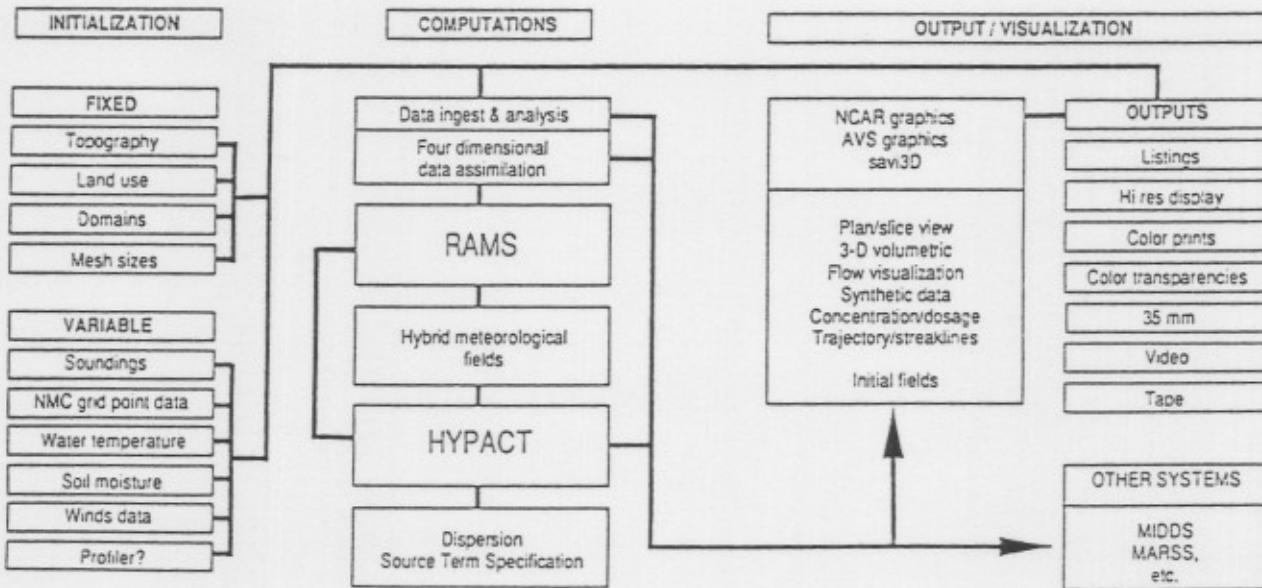 INITIALIZATION
COMPUTATIONS
OUTPUT / VISUALIZATION
FIXED
Topography
Land use
Domains
Mesh sizes
VARIABLE
Soundings
NMC grid point data
Water temperature
Soil moisture
Winds data
Profiler?
Data ingest & analysis
Four dimensional
data assimilation
RAMS
Hybrid meteorological
fields
HYPACT
Dispersion
Source Term Specification
NCAR graphics
AVS graphics
savi3D
Plan/slice view
3-D volumetric
Flow visualization
Synthetic data
Concentration/dosage
Trajectory/streaklines
Initial fields
OUTPUTS
Listings
Hi res display
Color prints
Color transparencies
35 mm
Video
Tape
OTHER SYSTEMS
MIDDS
MARSS,
etc.